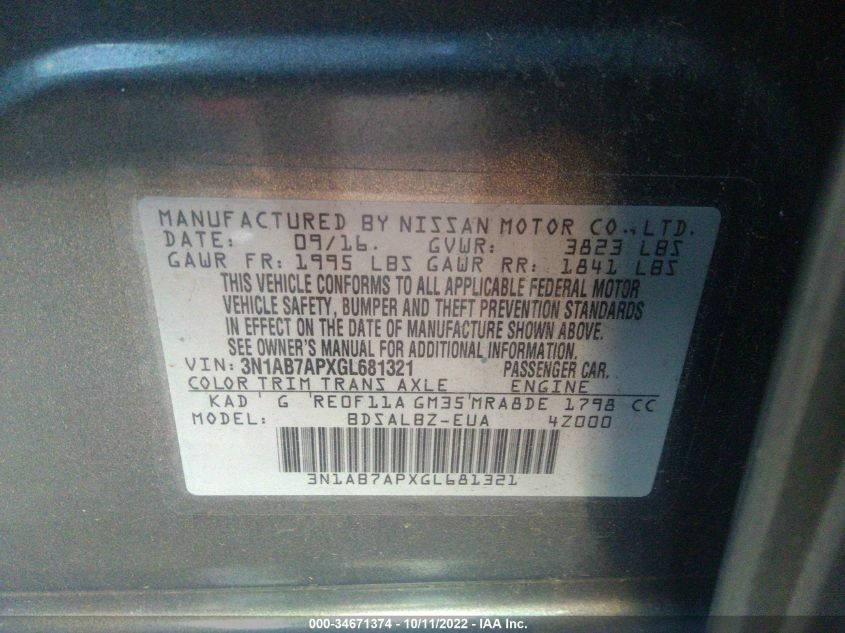 MANUFACTURED BY NISSAN MOTOR CO., LTD.
DATE: 09/16. GVWR: 3823 LBS
GAWR FR: 1995 LBS GAWR RR: 1841 LBS
THIS VEHICLE CONFORMS TO ALL APPLICABLE FEDERAL MOTOR
VEHICLE SAFETY, BUMPER AND THEFT PREVENTION STANDARDS
IN EFFECT ON THE DATE OF MANUFACTURE SHOWN ABOVE.
SEE OWNER'S MANUAL FOR ADDITIONAL INFORMATION.
VIN: 3N1AB7APXGL681321 PASSENGER CAR.
COLOR TRIM TRANS AXLE ENGINE
KAD G RE0F11A GM35 MRA8DE 1798 CC
MODEL: BDSALBZ-EUA 4Z000
3N1AB7APXGL681321
000-34671374 - 10/11/2022 - IAA Inc.